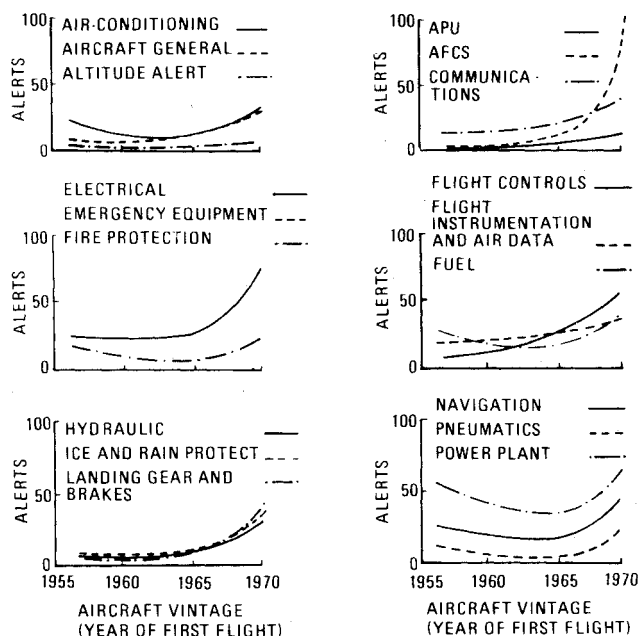 AIR-CONDITIONING
AIRCRAFT GENERAL
ALTITUDE ALERT
ALERTS
100
50
0
APU
AFCS
COMMUNICA-
TIONS
ALERTS
100
50
0
ELECTRICAL
EMERGENCY EQUIPMENT
FIRE PROTECTION
ALERTS
100
50
0
FLIGHT CONTROLS
FLIGHT
INSTRUMENTATION
AND AIR DATA
FUEL
ALERTS
100
50
0
HYDRAULIC
ICE AND RAIN PROTECT
LANDING GEAR AND
BRAKES
ALERTS
100
50
0
1955 1960 1965 1970
AIRCRAFT VINTAGE
(YEAR OF FIRST FLIGHT)
NAVIGATION
PNEUMATICS
POWER PLANT
ALERTS
100
50
0
1955 1960 1965 1970
AIRCRAFT VINTAGE
(YEAR OF FIRST FLIGHT)